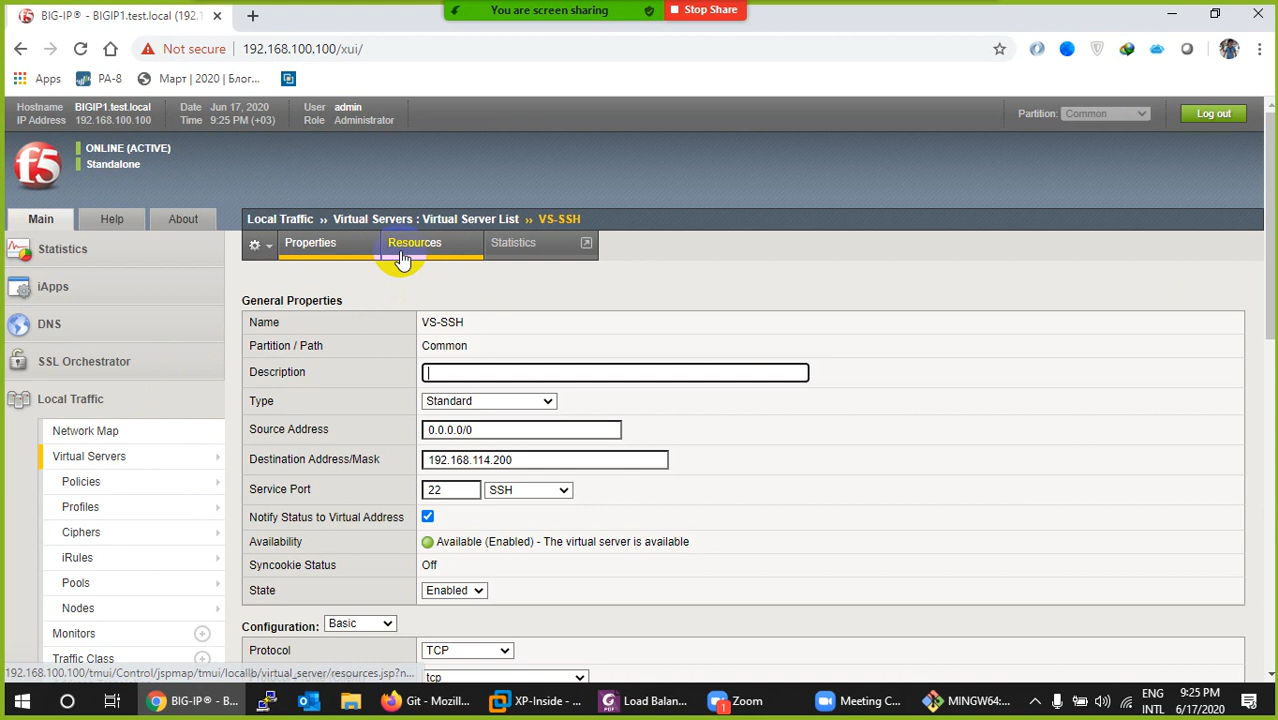 BIG-IP® - BIGIP1.test.local (192.1
You are screen sharing
Stop Share
Not secure
192.168.100.100/xui/
Apps
PA-8
Март | 2020 | Блог...
Hostname BIGIP1.test.local
IP Address 192.168.100.100
Date Jun 17, 2020
Time 9:25 PM (+03)
User admin
Role Administrator
Partition: Common
Log out
f5
ONLINE (ACTIVE)
Standalone
Main
Help
About
Local Traffic ›› Virtual Servers : Virtual Server List ›› VS-SSH
Properties
Resources
Statistics
Statistics
iApps
DNS
SSL Orchestrator
Local Traffic
Network Map
Virtual Servers
Policies
Profiles
Ciphers
iRules
Pools
Nodes
Monitors
Traffic Class
General Properties
Name VS-SSH
Partition / Path Common
Description
Type Standard
Source Address 0.0.0.0/0
Destination Address/Mask 192.168.114.200
Service Port 22 SSH
Notify Status to Virtual Address
Availability Available (Enabled) - The virtual server is available
Syncookie Status Off
State Enabled
Configuration: Basic
Protocol TCP
tcp
192.168.100.100/tmui/Control/jspmap/tmui/locallb/virtual_server/resources.jsp?n...
BIG-IP® - B...
Git - Mozill...
XP-Inside - ...
Load Balan...
Zoom
1
Meeting C...
MINGW64:...
ENG
INTL
9:25 PM
6/17/2020